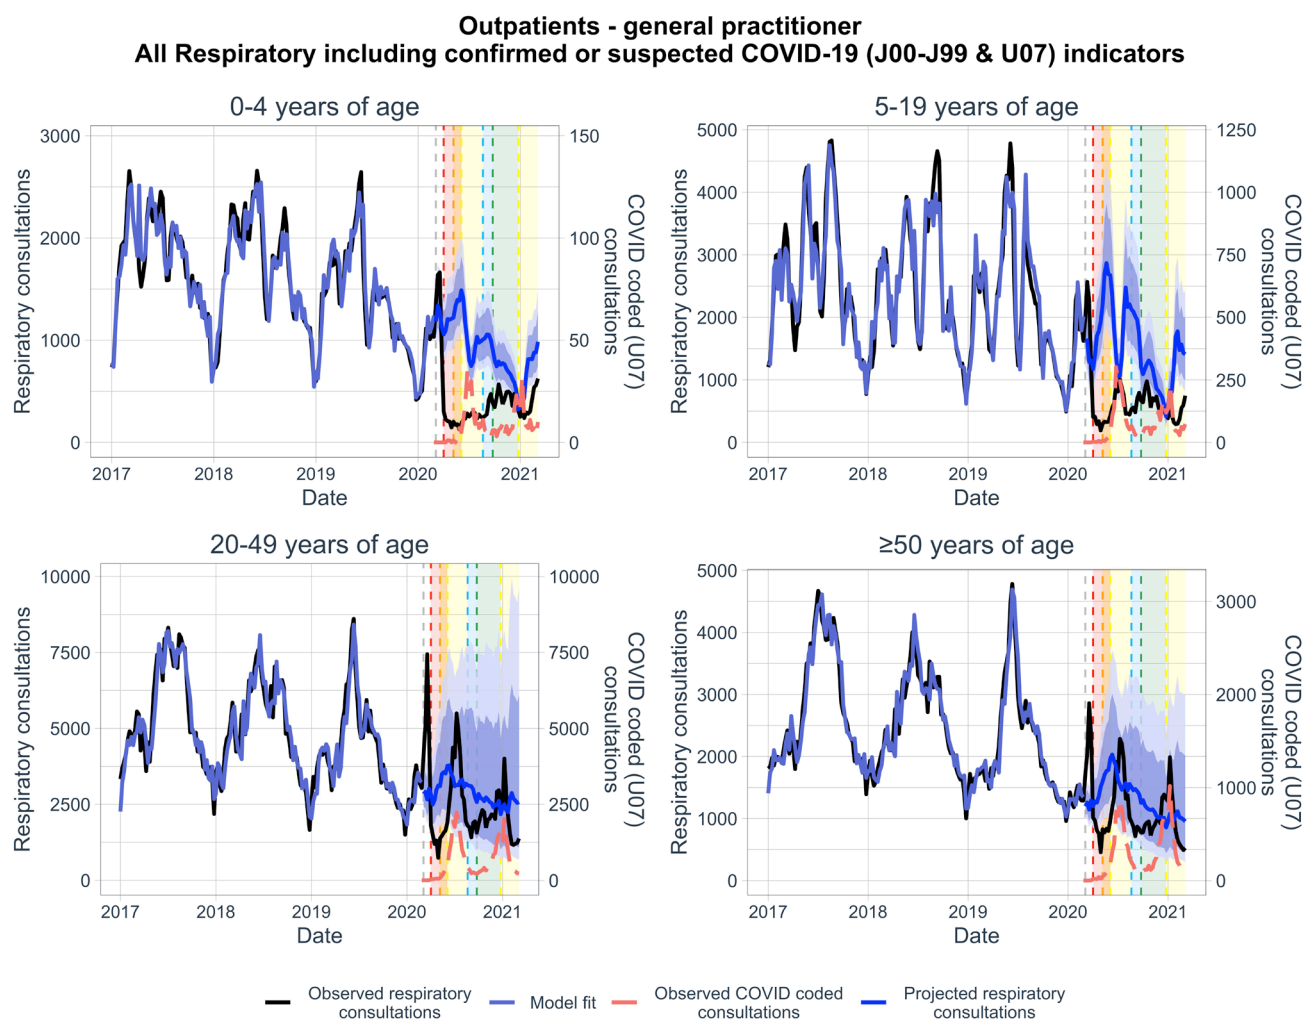 Outpatients - general practitioner
All Respiratory including confirmed or suspected COVID-19 (J00-J99 & U07) indicators
0-4 years of age
3000
2000
1000
0
150
100
50
0
Respiratory consultations
COVID coded (U07)
consultations
2017 2018 2019 2020 2021
Date
5-19 years of age
5000
4000
3000
2000
1000
0
1250
1000
750
500
250
0
Respiratory consultations
COVID coded (U07)
consultations
2017 2018 2019 2020 2021
Date
20-49 years of age
10000
7500
5000
2500
0
10000
7500
5000
2500
0
Respiratory consultations
COVID coded (U07)
consultations
2017 2018 2019 2020 2021
Date
≥50 years of age
5000
4000
3000
2000
1000
0
3000
2000
1000
0
Respiratory consultations
COVID coded (U07)
consultations
2017 2018 2019 2020 2021
Date
Observed respiratory
consultations
Model fit
Observed COVID coded
consultations
Projected respiratory
consultations